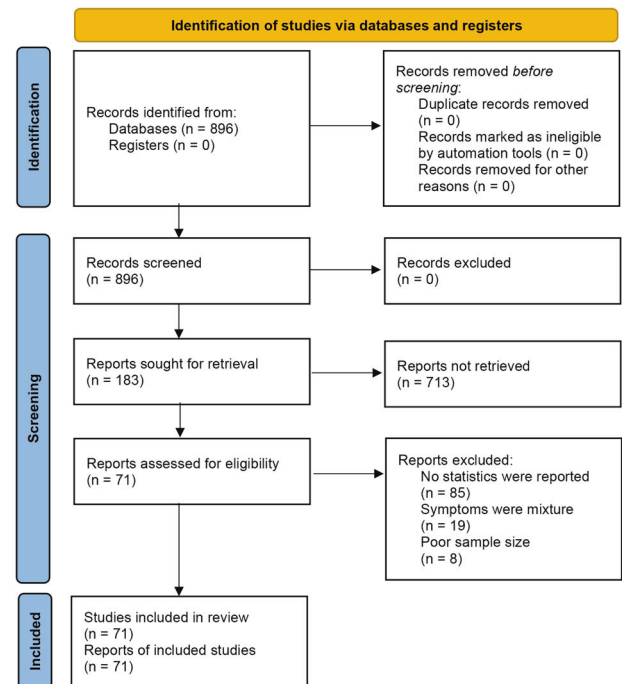 Identification of studies via databases and registers
Identification
Records identified from:
Databases (n = 896)
Registers (n = 0)
Records removed before
screening:
Duplicate records removed
(n = 0)
Records marked as ineligible
by automation tools (n = 0)
Records removed for other
reasons (n = 0)
Screening
Records screened
(n = 896)
Records excluded
(n = 0)
Reports sought for retrieval
(n = 183)
Reports not retrieved
(n = 713)
Reports assessed for eligibility
(n = 71)
Reports excluded:
No statistics were reported
(n = 85)
Symptoms were mixture
(n = 19)
Poor sample size
(n = 8)
Included
Studies included in review
(n = 71)
Reports of included studies
(n = 71)